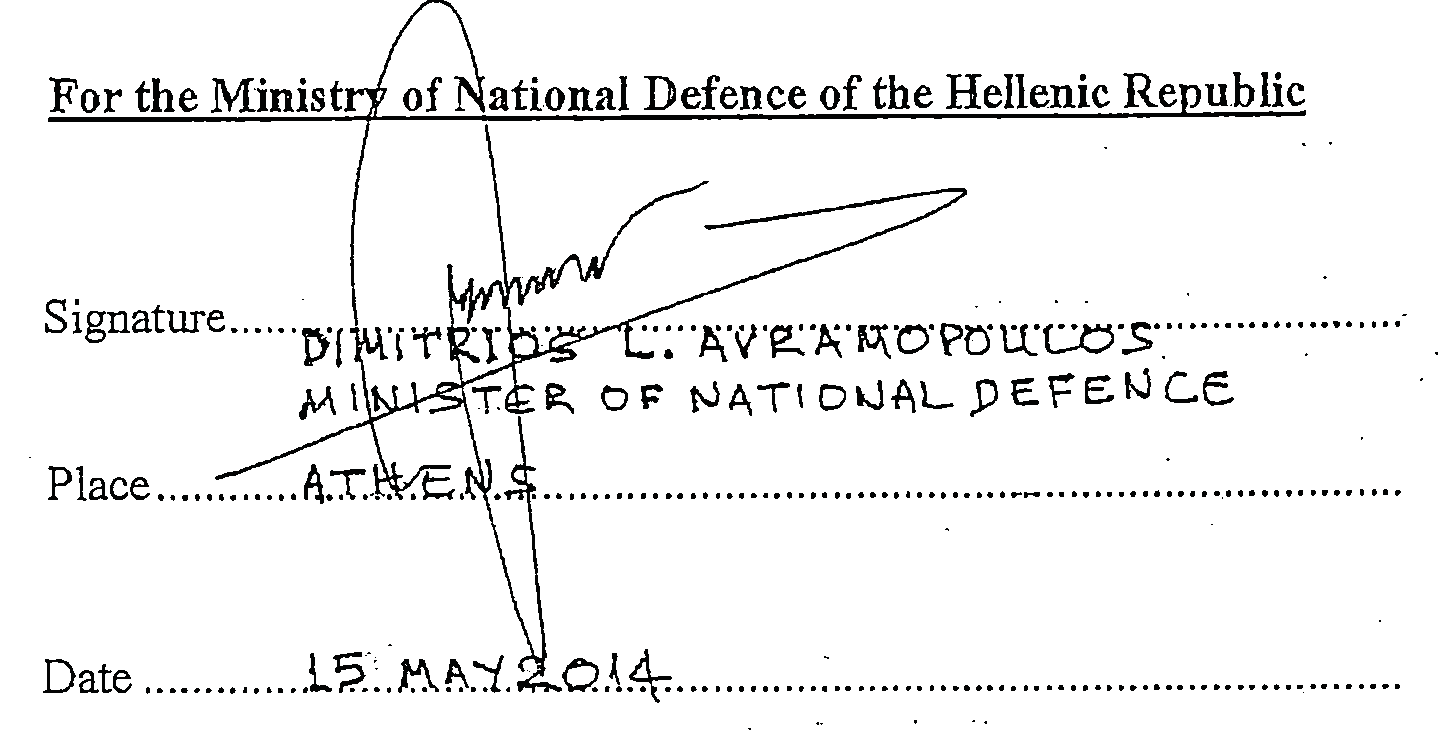 For the Ministry of National Defence of the Hellenic Republic
Signature
DIMITRIOS L. AVRAMOPOULOS
MINISTER OF NATIONAL DEFENCE
Place ATHENS
Date 15 MAY 2014